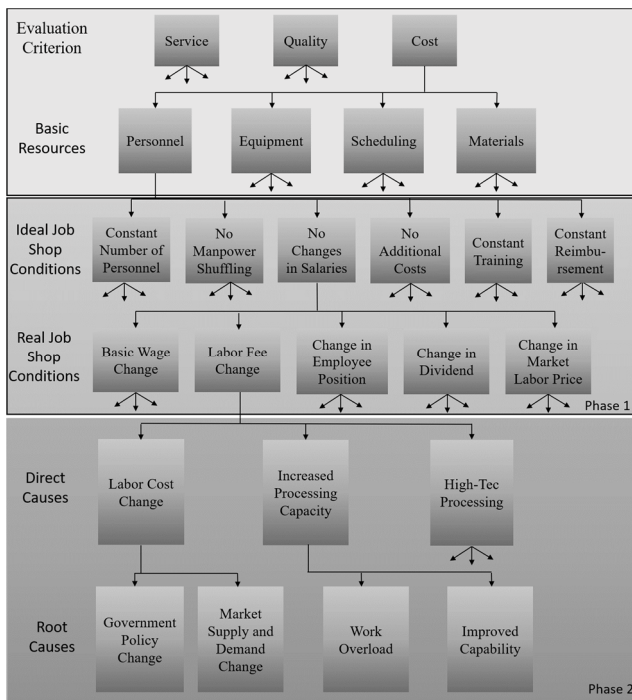 Evaluation
Criterion
Service
Quality
Cost
Basic
Resources
Personnel
Equipment
Scheduling
Materials
Ideal Job
Shop
Conditions
Constant
Number of
Personnel
No
Manpower
Shuffling
No
Changes
in Salaries
No
Additional
Costs
Constant
Training
Constant
Reimbu-
rsement
Real Job
Shop
Conditions
Basic Wage
Change
Labor Fee
Change
Change in
Employee
Position
Change in
Dividend
Change in
Market
Labor Price
Phase 1
Direct
Causes
Labor Cost
Change
Increased
Processing
Capacity
High-Tec
Processing
Root
Causes
Government
Policy
Change
Market
Supply and
Demand
Change
Work
Overload
Improved
Capability
Phase 2